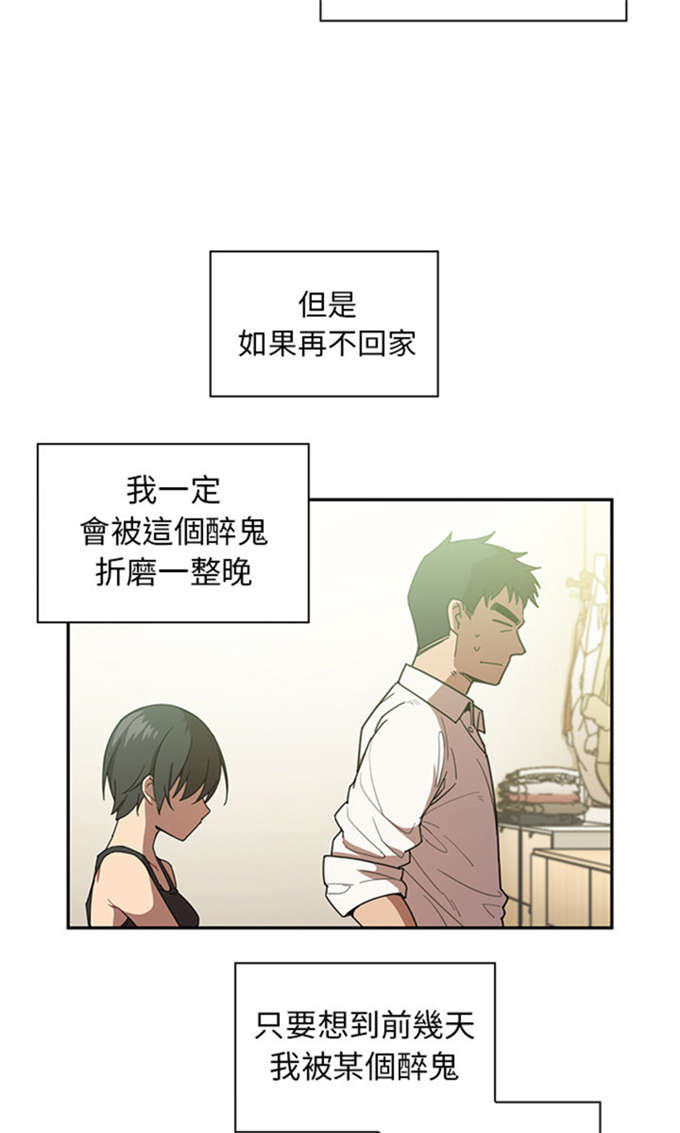 但是
如果再不回家
我一定
會被這個醉鬼
折磨一整晚
只要想到前幾天
我被某個醉鬼